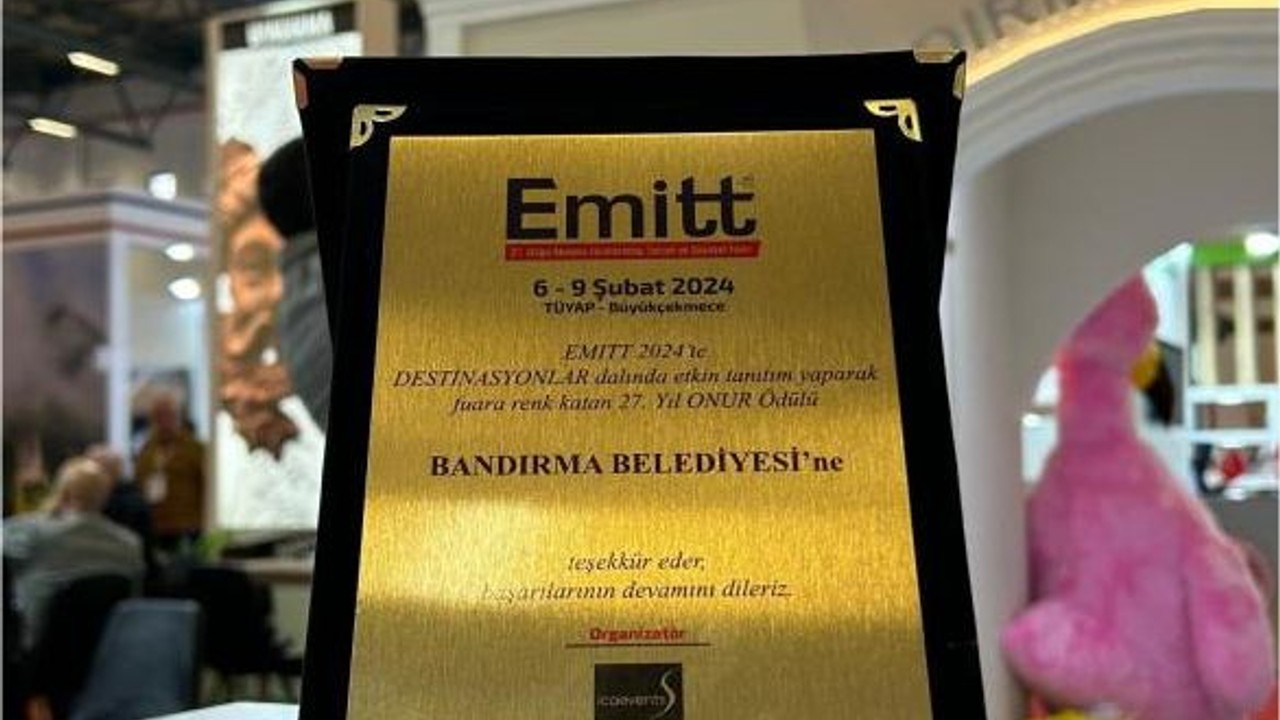 Emitt
6 - 9 Şubat 2024
TÜYAP - Büyükçekmece
EMITT 2024'te
DESTİNASYONLAR dalında etkin tanıtım yaparak
fuara renk katan 27. Yıl ONUR Ödülü
BANDIRMA BELEDİYESİ'ne
teşekkür eder,
başarılarının devamını dileriz.
Organizatör
icaevents